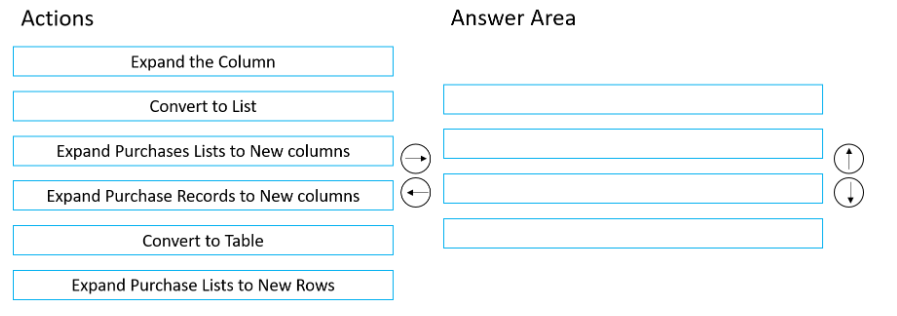 Actions
Answer Area
Expand the Column
Convert to List
Expand Purchases Lists to New columns
Expand Purchase Records to New columns
Convert to Table
Expand Purchase Lists to New Rows